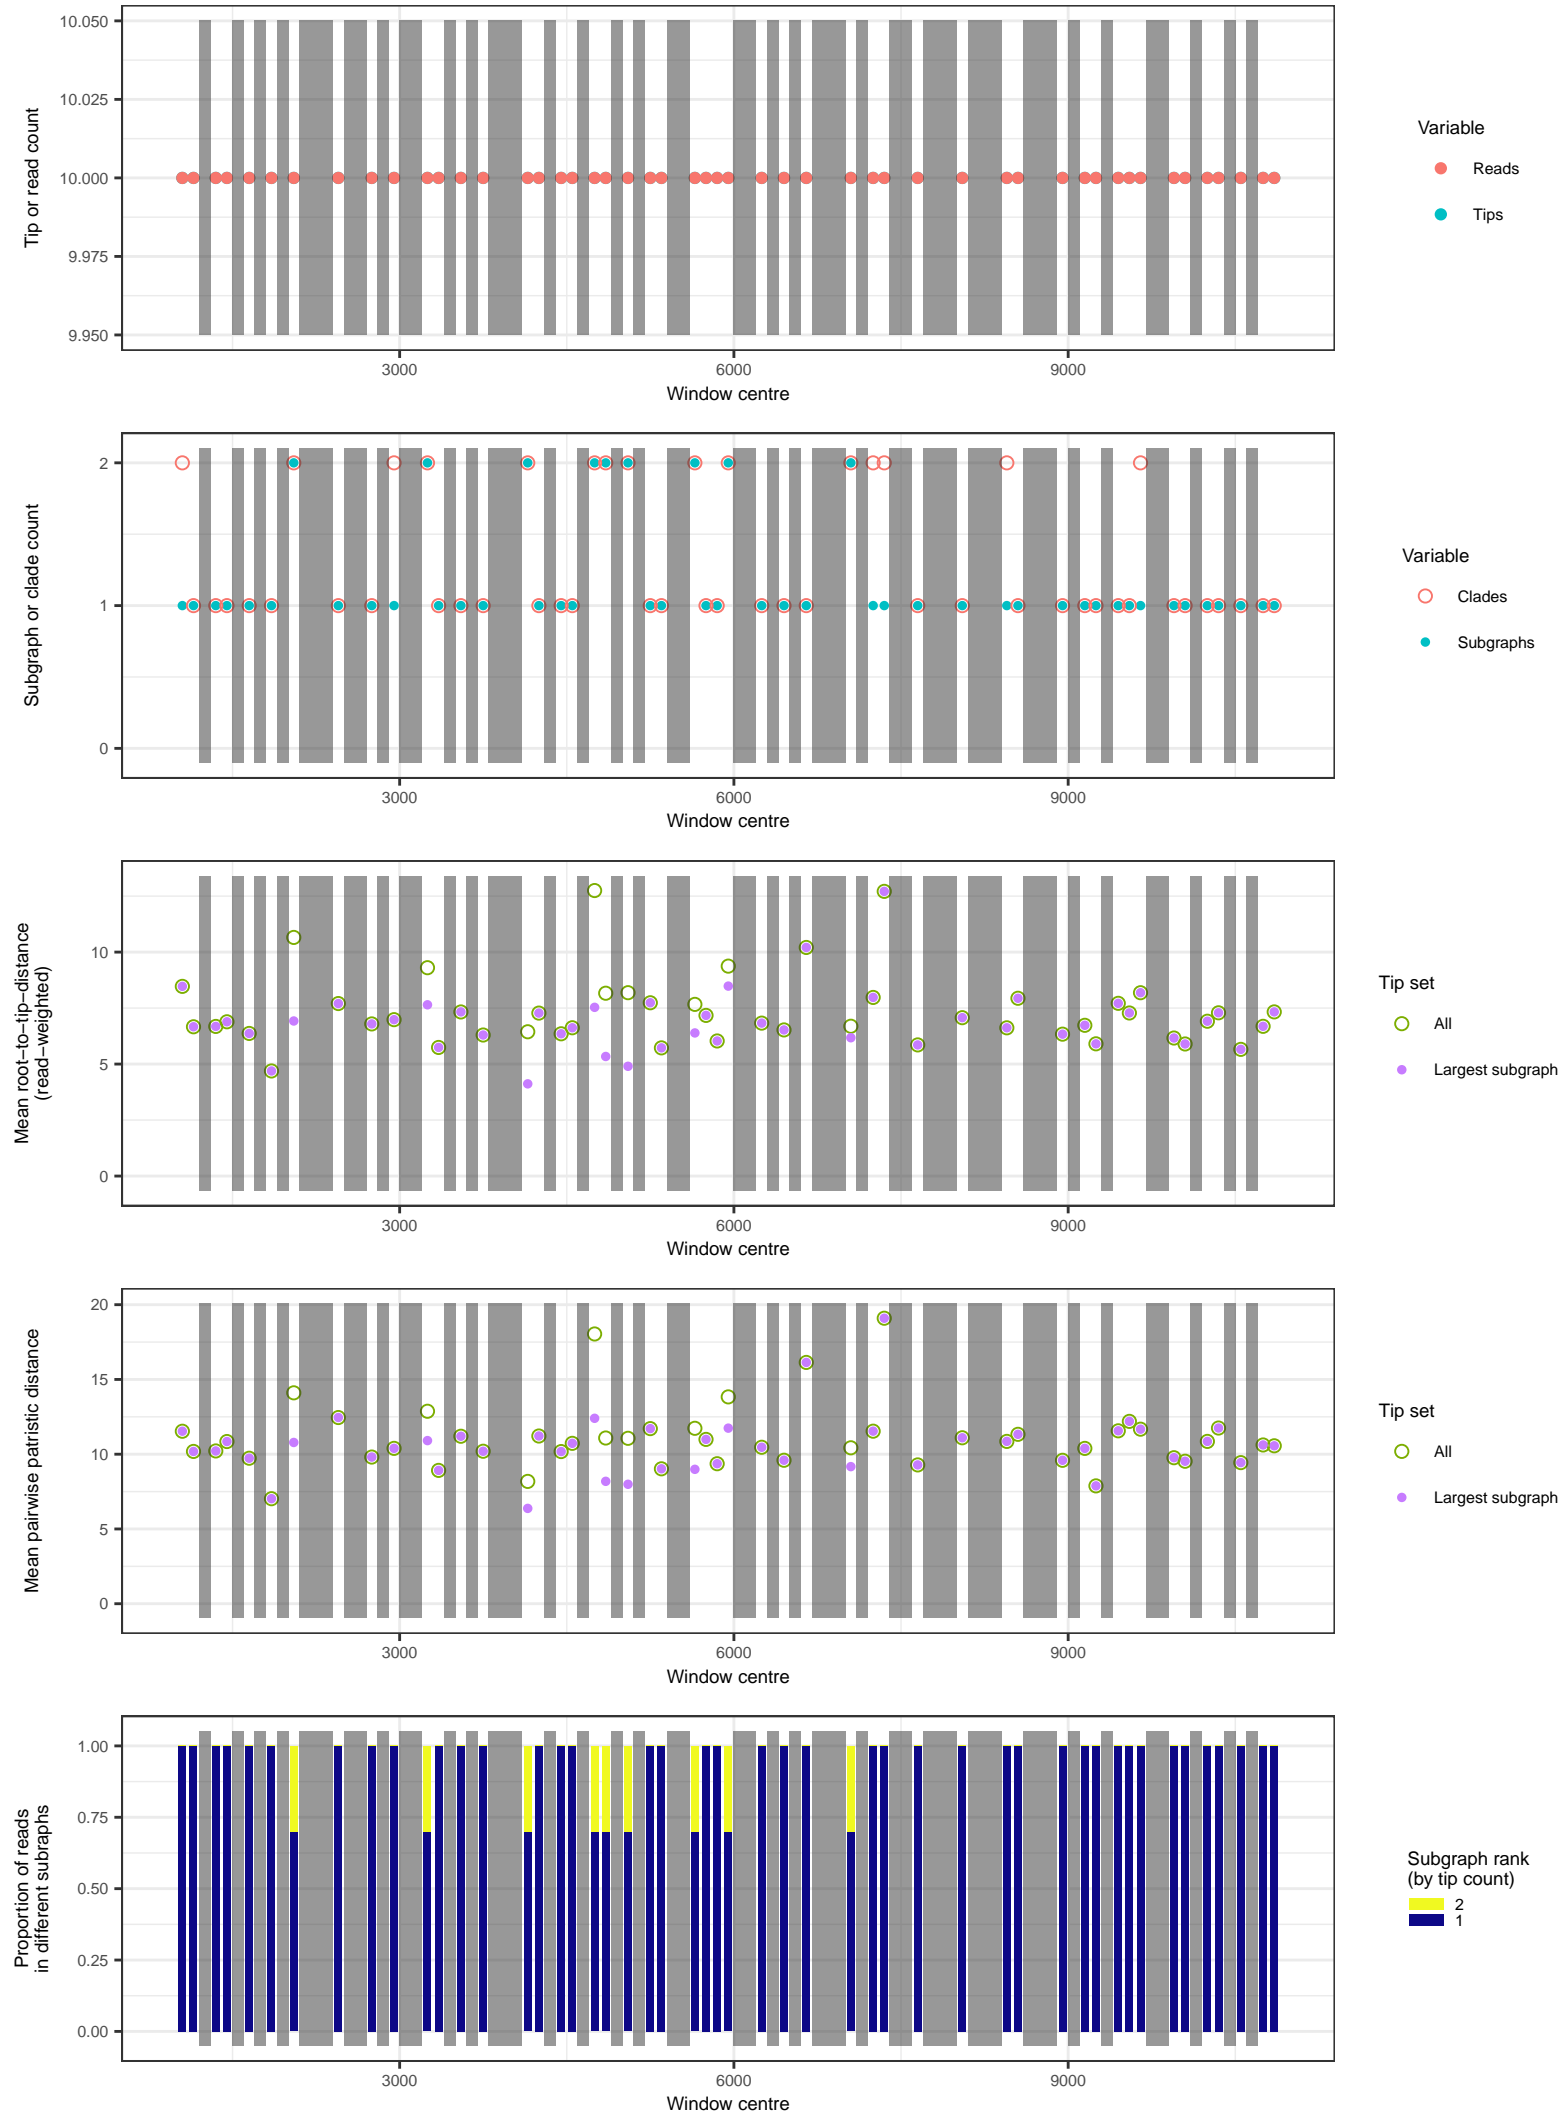 10.050
10.025
10.000
9.975
9.950
Tip or read count
3000
6000
9000
Window centre
Variable
Reads
Tips
2
1
0
Subgraph or clade count
3000
6000
9000
Window centre
Variable
Clades
Subgraphs
10
5
0
Mean root−to−tip−distance
(read−weighted)
3000
6000
9000
Window centre
Tip set
All
Largest subgraph
20
15
10
5
0
Mean pairwise patristic distance
3000
6000
9000
Window centre
Tip set
All
Largest subgraph
1.00
0.75
0.50
0.25
0.00
Proportion of reads
in different subraphs
3000
6000
9000
Window centre
Subgraph rank
(by tip count)
2
1